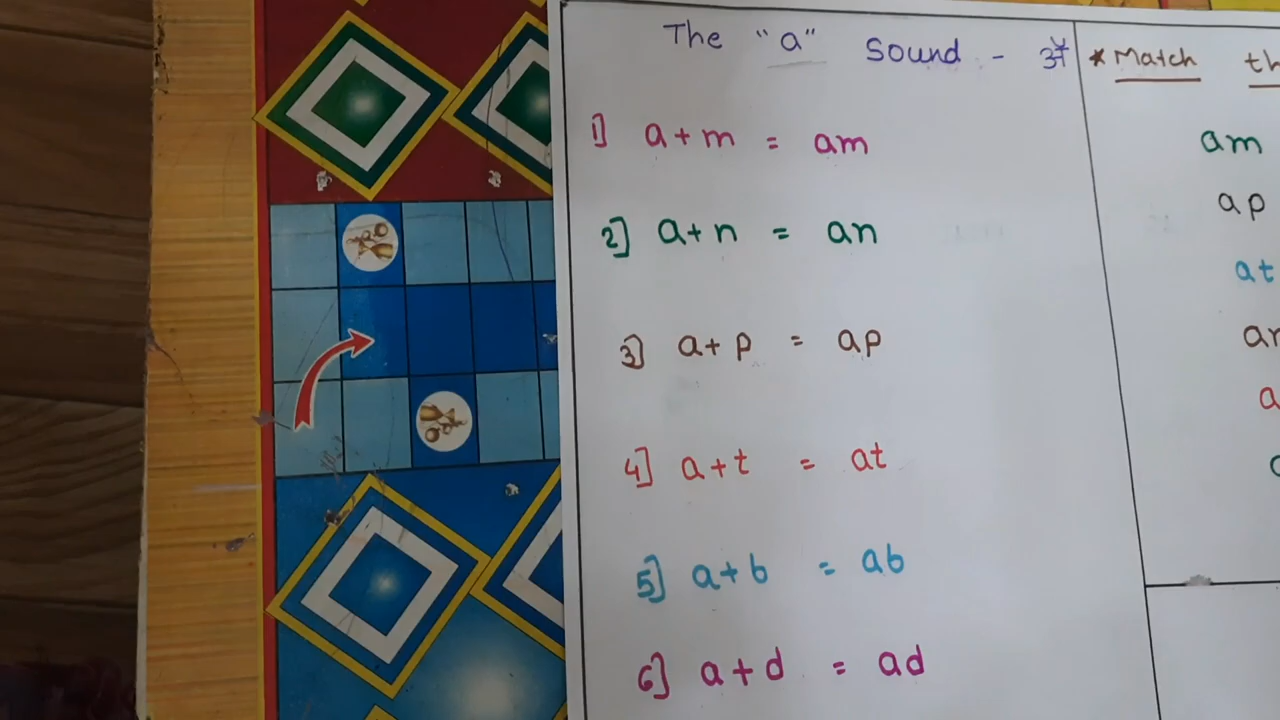 The "a" Sound - अ‍ॅ
1] a + m = am
2] a + n = an
3] a + p = ap
4] a + t = at
5] a + b = ab
6] a + d = ad
* Match
am
ap
at